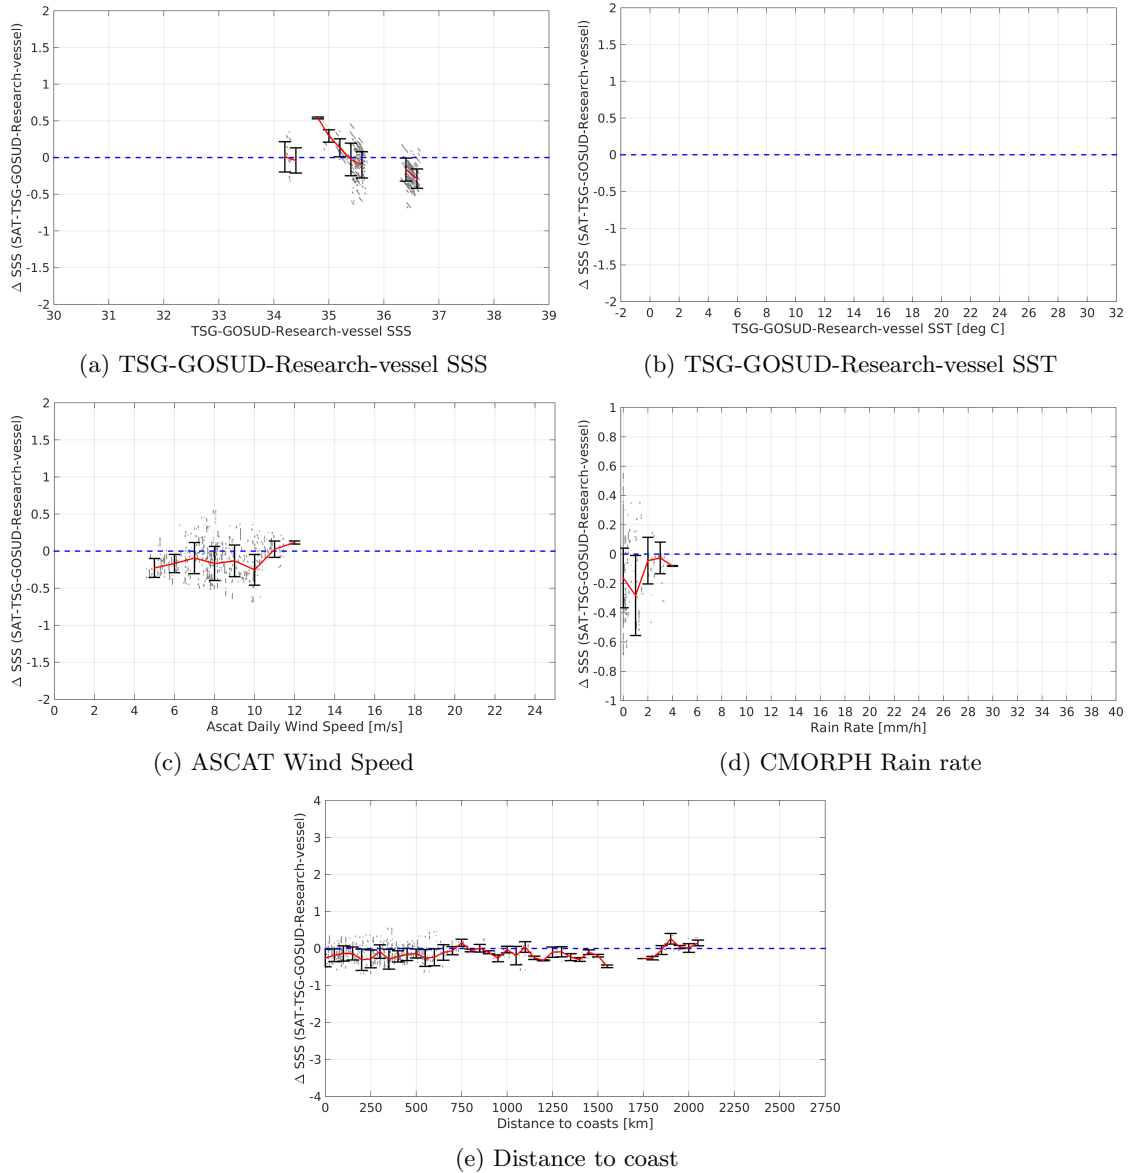 2
1.5
1
0.5
0
-0.5
-1
-1.5
-2
Δ SSS (SAT-TSG-GOSUD-Research-vessel)
30 31 32 33 34 35 36 37 38 39
TSG-GOSUD-Research-vessel SSS
(a) TSG-GOSUD-Research-vessel SSS
2
1.5
1
0.5
0
-0.5
-1
-1.5
-2
Δ SSS (SAT-TSG-GOSUD-Research-vessel)
-2 0 2 4 6 8 10 12 14 16 18 20 22 24 26 28 30 32
TSG-GOSUD-Research-vessel SST [deg C]
(b) TSG-GOSUD-Research-vessel SST
2
1.5
1
0.5
0
-0.5
-1
-1.5
-2
Δ SSS (SAT-TSG-GOSUD-Research-vessel)
0 2 4 6 8 10 12 14 16 18 20 22 24
Ascat Daily Wind Speed [m/s]
(c) ASCAT Wind Speed
1
0.8
0.6
0.4
0.2
0
-0.2
-0.4
-0.6
-0.8
-1
Δ SSS (SAT-TSG-GOSUD-Research-vessel)
0 2 4 6 8 10 12 14 16 18 20 22 24 26 28 30 32 34 36 38 40
Rain Rate [mm/h]
(d) CMORPH Rain rate
4
3
2
1
0
-1
-2
-3
-4
Δ SSS (SAT-TSG-GOSUD-Research-vessel)
0 250 500 750 1000 1250 1500 1750 2000 2250 2500 2750
Distance to coasts [km]
(e) Distance to coast